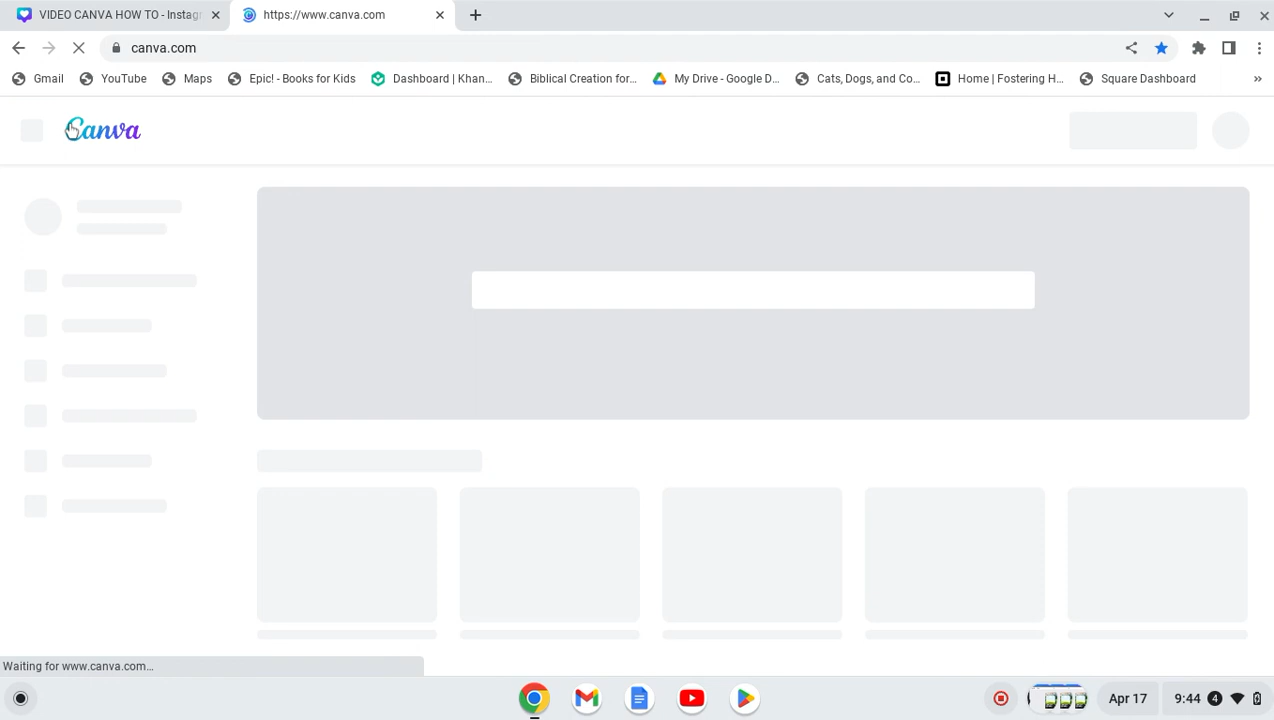 VIDEO CANVA HOW TO - Instag
https://www.canva.com
canva.com
Gmail
YouTube
Maps
Epic! - Books for Kids
Dashboard | Khan...
Biblical Creation for...
My Drive - Google D...
Cats, Dogs, and Co...
Home | Fostering H...
Square Dashboard
»
Canva
Waiting for www.canva.com...
Apr 17
9:44
4